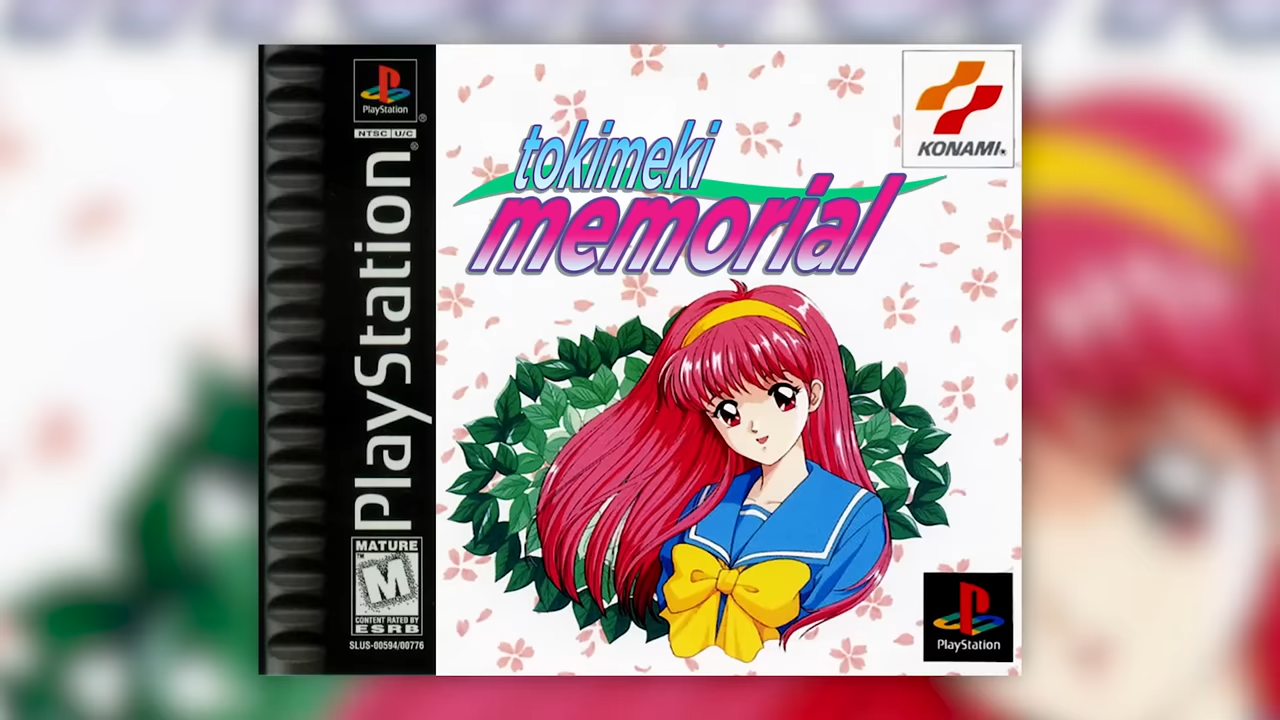 PlayStation
NTSC U/C
PlayStation
MATURE
M
CONTENT RATED BY
ESRB
SLUS-00594/00776
tokimeki
memorial
KONAMI
PlayStation